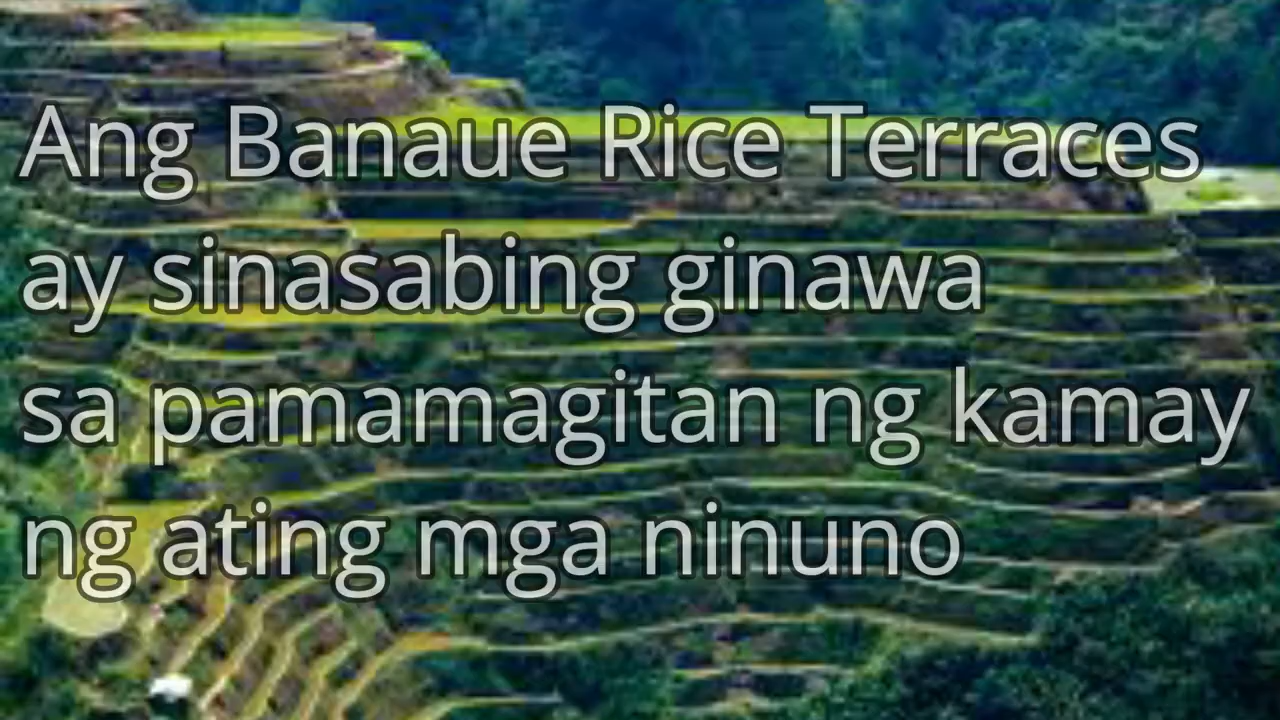 Ang Banaue Rice Terraces
ay sinasabing ginawa
sa pamamagitan ng kamay
ng ating mga ninuno